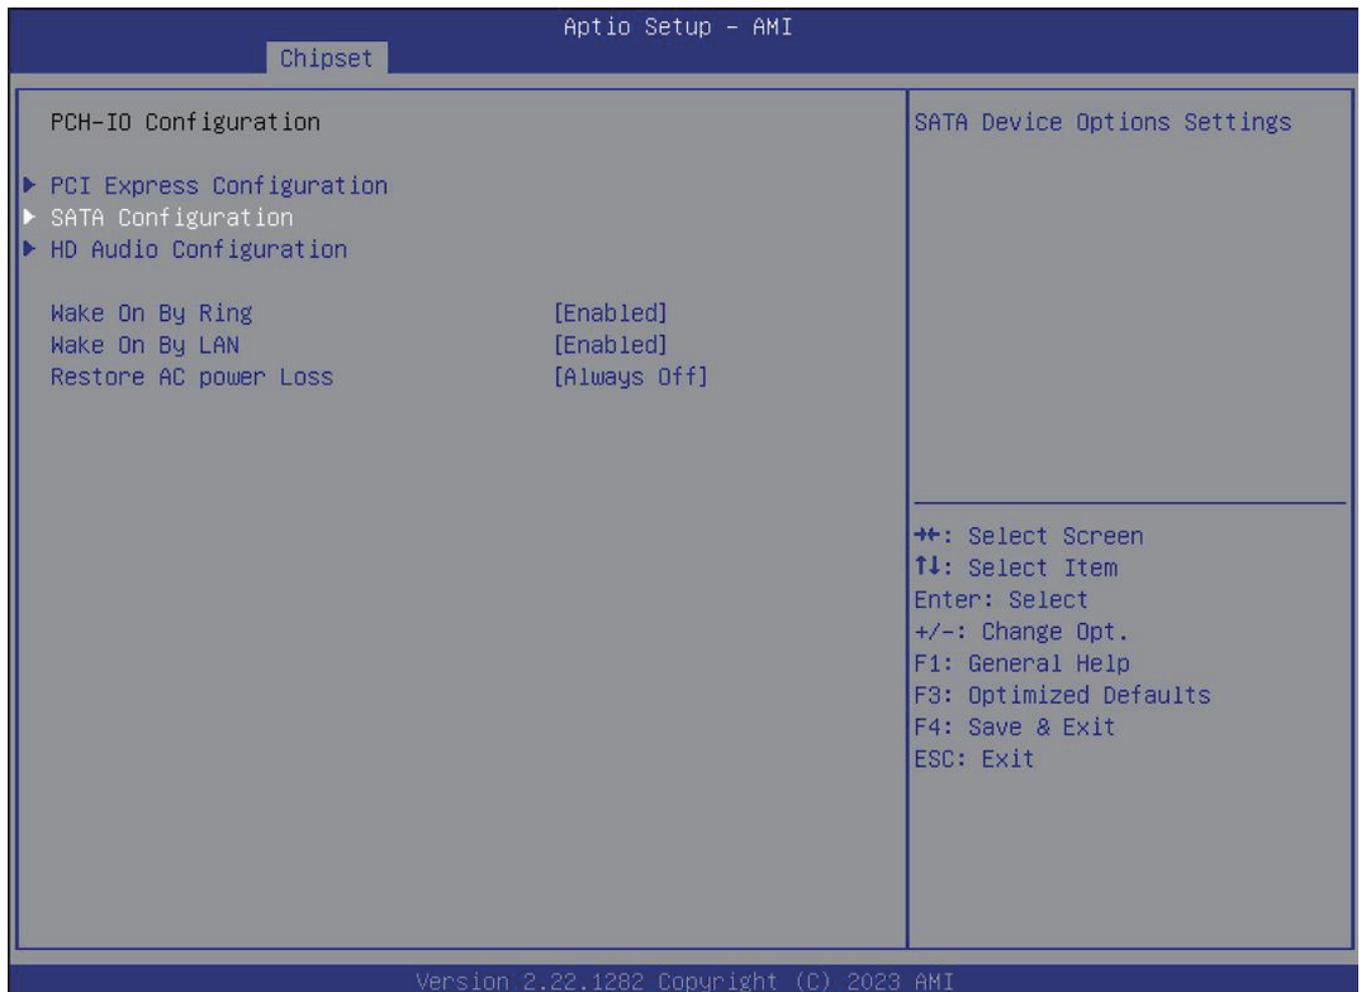 Aptio Setup – AMI
Chipset
PCH-IO Configuration
PCI Express Configuration
SATA Configuration
HD Audio Configuration
Wake On By Ring [Enabled]
Wake On By LAN [Enabled]
Restore AC power Loss [Always Off]
SATA Device Options Settings
→←: Select Screen
↑↓: Select Item
Enter: Select
+/-: Change Opt.
F1: General Help
F3: Optimized Defaults
F4: Save & Exit
ESC: Exit
Version 2.22.1282 Copyright (C) 2023 AMI